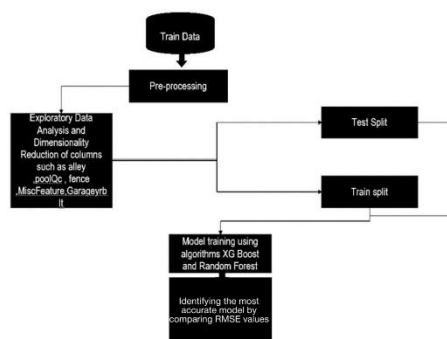 Train Data
Pre-processing
Exploratory Data
Analysis and
Dimensionality
Reduction of columns
such as alley
,poolQc , fence
,MiscFeature,Garageyrb
lt
Test Split
Train split
Model training using
algorithms XG Boost
and Random Forest
Identifying the most
accurate model by
comparing RMSE values